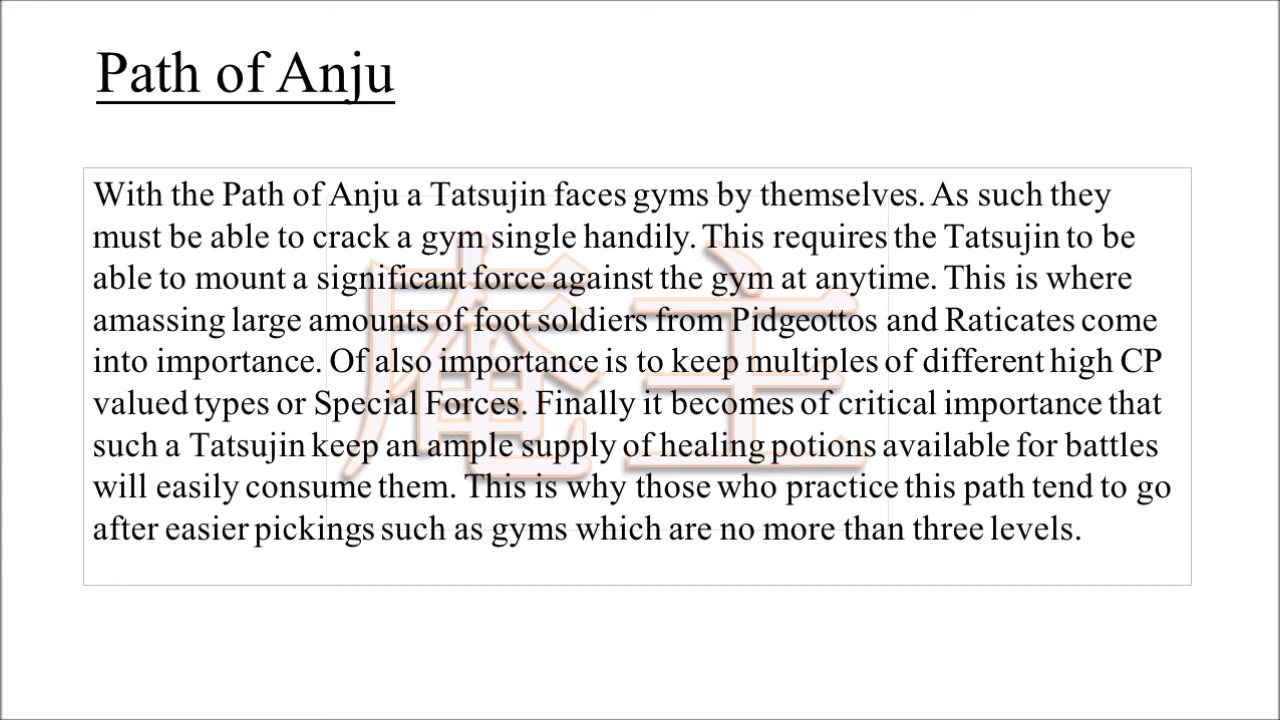 Path of Anju
With the Path of Anju a Tatsujin faces gyms by themselves. As such they
must be able to crack a gym single handily. This requires the Tatsujin to be
able to mount a significant force against the gym at anytime. This is where
amassing large amounts of foot soldiers from Pidgeottos and Raticates come
into importance. Of also importance is to keep multiples of different high CP
valued types or Special Forces. Finally it becomes of critical importance that
such a Tatsujin keep an ample supply of healing potions available for battles
will easily consume them. This is why those who practice this path tend to go
after easier pickings such as gyms which are no more than three levels.
庵主